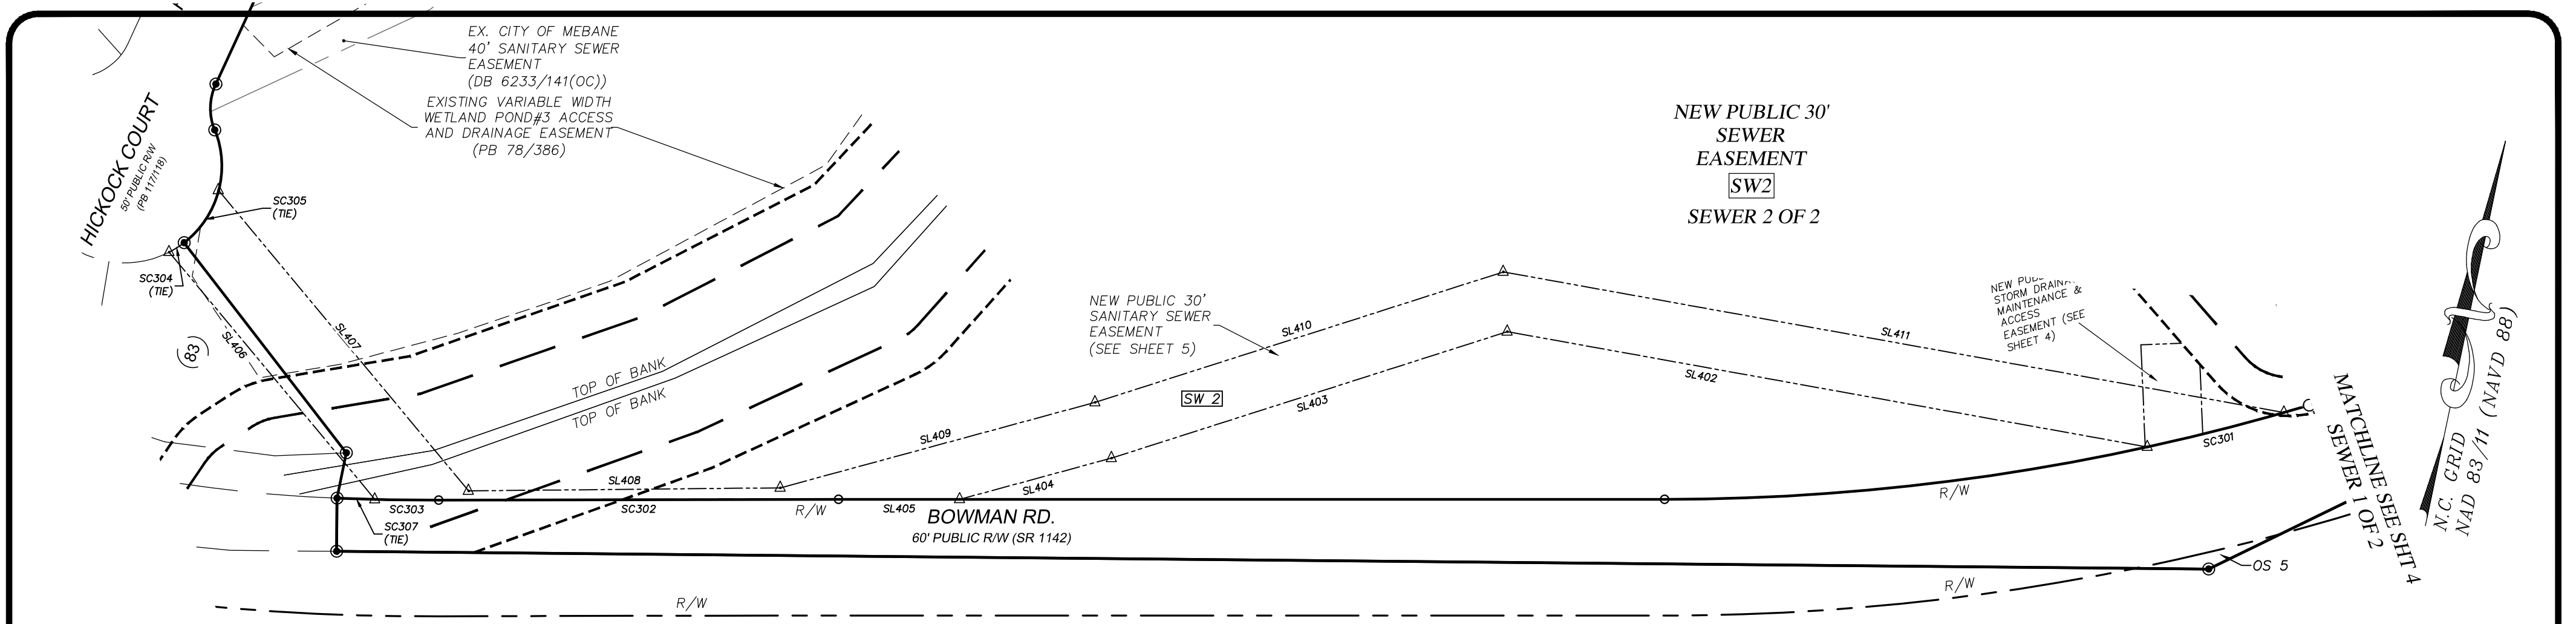 EX. CITY OF MEBANE
40' SANITARY SEWER
EASEMENT
(DB 6233/141(OC))
EXISTING VARIABLE WIDTH
WETLAND POND#3 ACCESS
AND DRAINAGE EASEMENT
(PB 78/386)
HICKOCK COURT
50' PUBLIC R/W
(PB 117/118)
SC305
(TIE)
SC304
(TIE)
(83)
SL406
SL407
TOP OF BANK
TOP OF BANK
NEW PUBLIC 30'
SEWER
EASEMENT
SW2
SEWER 2 OF 2
NEW PUBLIC 30'
SANITARY SEWER
EASEMENT
(SEE SHEET 5)
SL410
SL411
SL402
SW 2
SL403
SL409
SL404
SL408
NEW
STORM
MAINTENANCE &
ACCESS
EASEMENT (SEE
SHEET 4)
SC301
SC303
SC307
(TIE)
SC302
R/W
SL405
BOWMAN RD.
60' PUBLIC R/W (SR 1142)
R/W
MATCHLINE SEE SHT 4
SEWER 1 OF 2
N.C. GRID
NAD 83/11 (NAVD 88)
OS 5
R/W
R/W